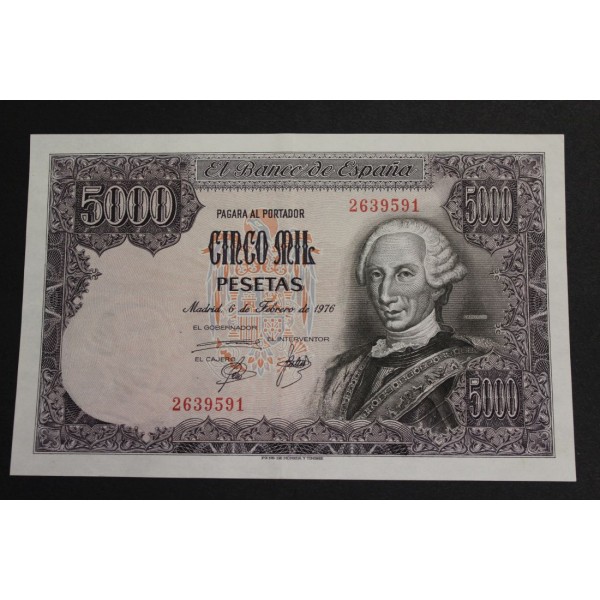 El Banco de España
5000
PAGARA AL PORTADOR
2639591
5000
CINCO MIL
PESETAS
Madrid, 6 de Febrero de 1976
EL GOBERNADOR
EL INTERVENTOR
EL CAJERO
2639591
5000